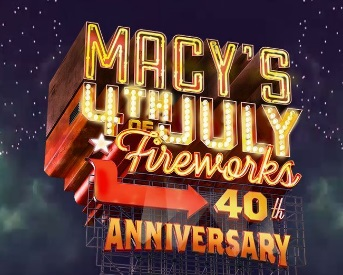 MACY'S
4TH OF JULY
Fireworks
40th
ANNIVERSARY